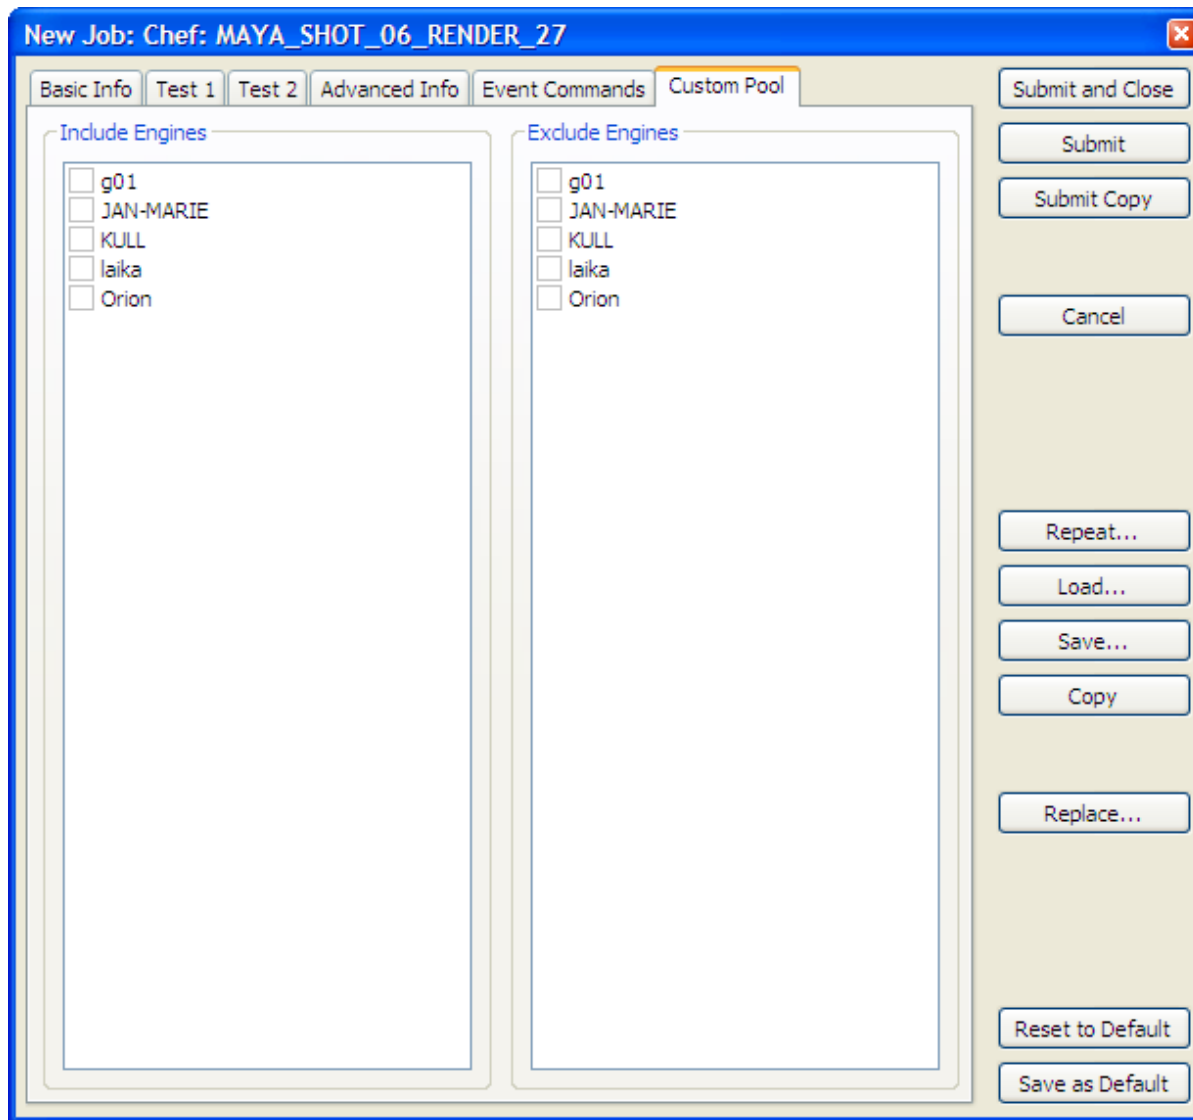 New Job: Chef: MAYA_SHOT_06_RENDER_27
Basic Info
Test 1
Test 2
Advanced Info
Event Commands
Custom Pool
Include Engines
g01
JAN-MARIE
KULL
laika
Orion
Exclude Engines
g01
JAN-MARIE
KULL
laika
Orion
Submit and Close
Submit
Submit Copy
Cancel
Repeat...
Load...
Save...
Copy
Replace...
Reset to Default
Save as Default